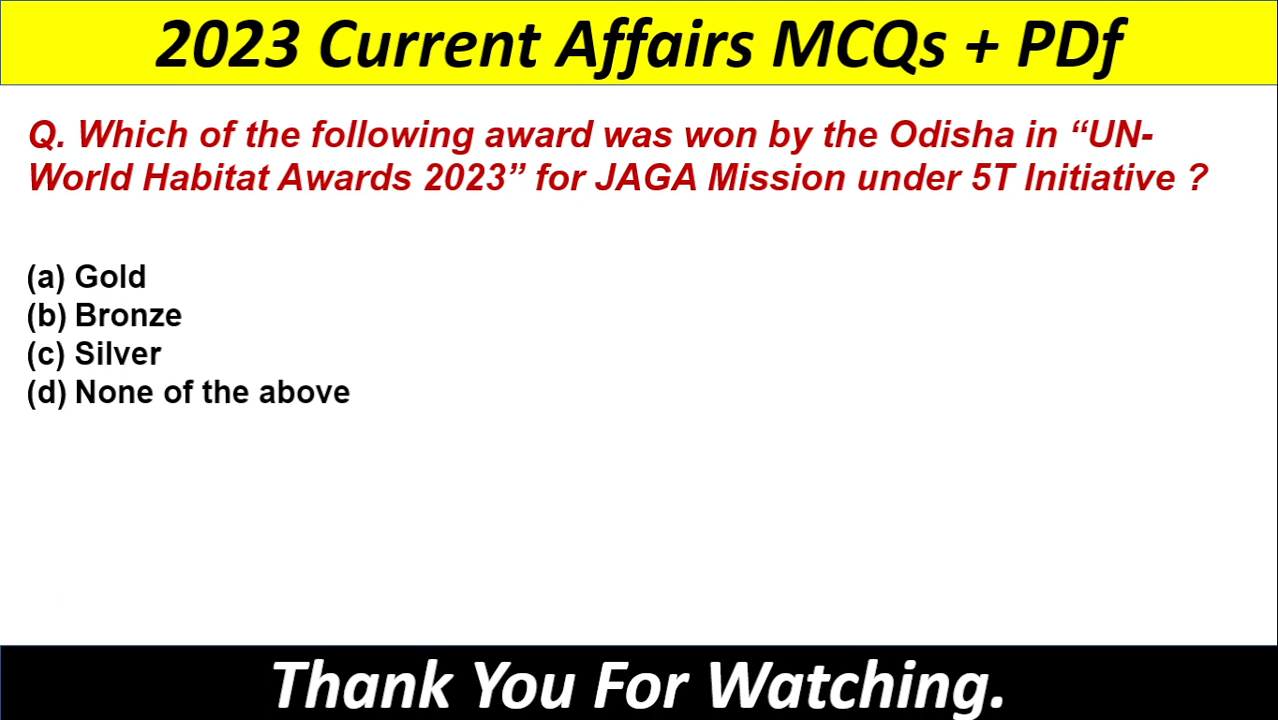 2023 Current Affairs MCQs + PDf
Q. Which of the following award was won by the Odisha in “UN-
World Habitat Awards 2023” for JAGA Mission under 5T Initiative ?
(a) Gold
(b) Bronze
(c) Silver
(d) None of the above
Thank You For Watching.